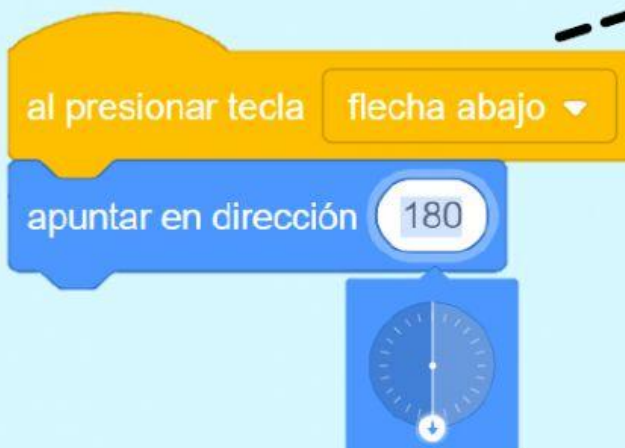 al presionar tecla flecha abajo
apuntar en dirección 180